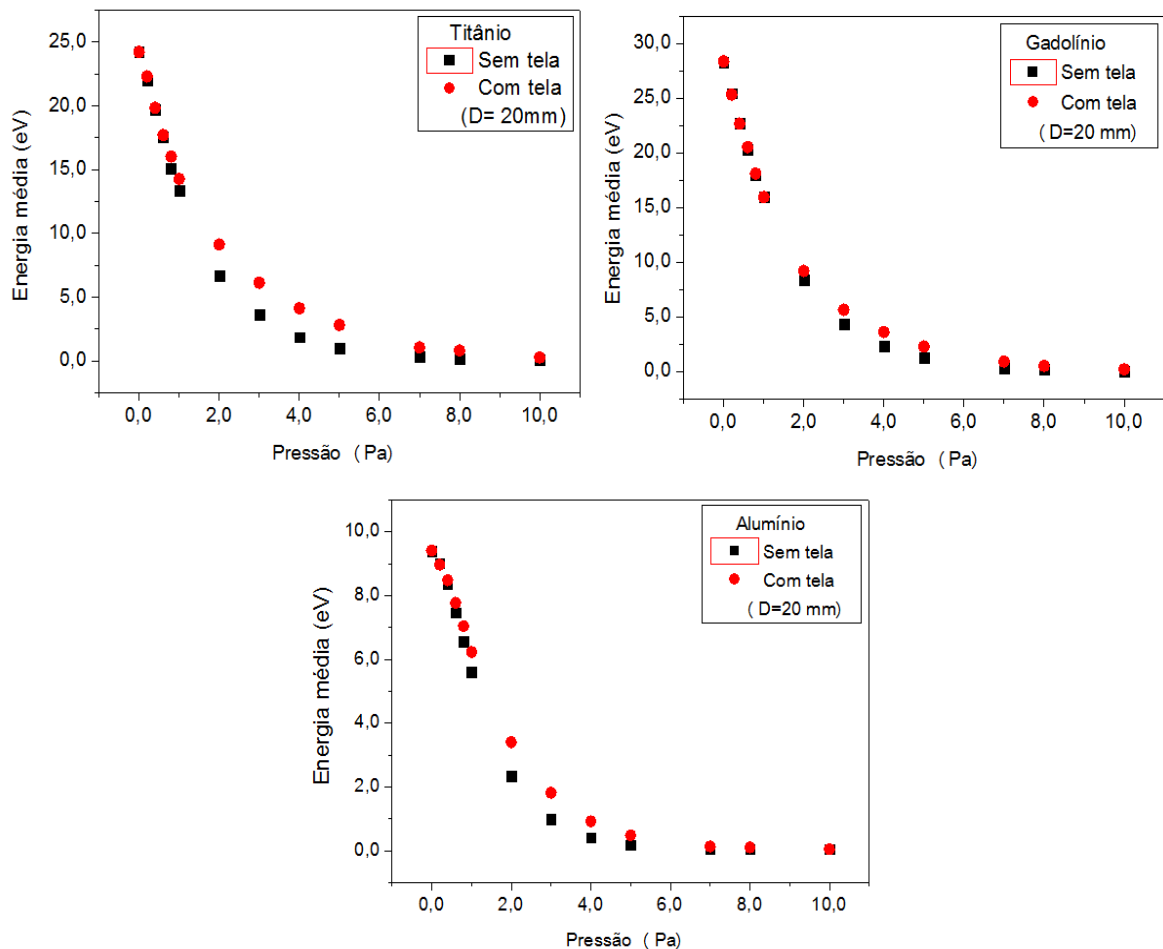 Titânio
Sem tela
Com tela
(D= 20mm)
Energia média (eV)
25,0
20,0
15,0
10,0
5,0
0,0
0,0 2,0 4,0 6,0 8,0 10,0
Pressão ( Pa)
Gadolínio
Sem tela
Com tela
( D=20 mm)
Energia média (eV)
30,0
25,0
20,0
15,0
10,0
5,0
0,0
0,0 2,0 4,0 6,0 8,0 10,0
Pressão ( Pa)
Alumínio
Sem tela
Com tela
( D=20 mm)
Energia média (eV)
10,0
8,0
6,0
4,0
2,0
0,0
0,0 2,0 4,0 6,0 8,0 10,0
Pressão ( Pa)